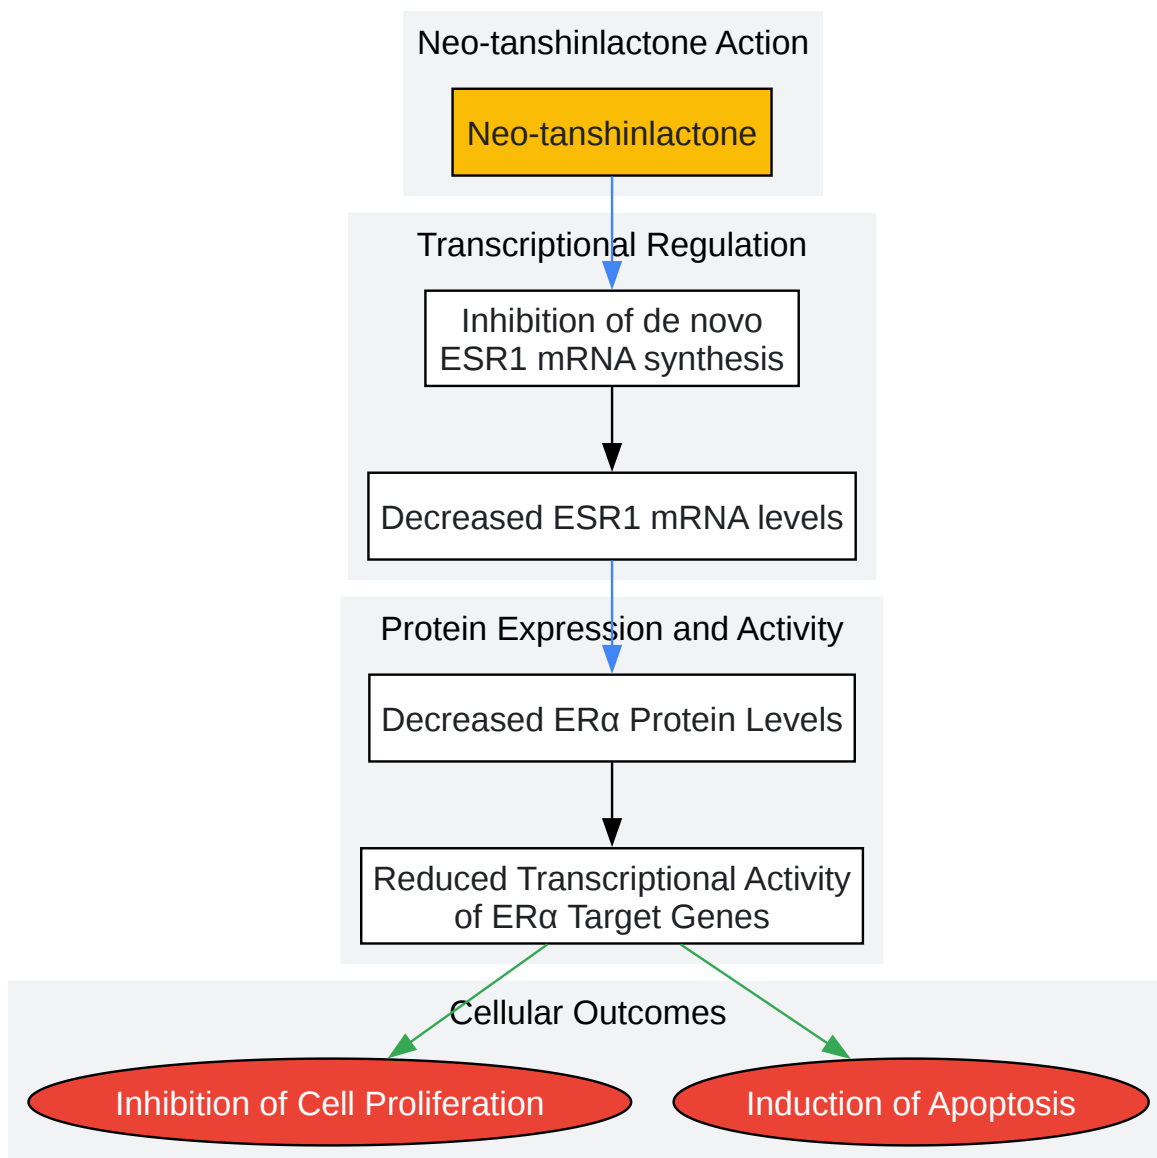 Neo-tanshinlactone Action
Neo-tanshinlactone
Transcriptional Regulation
Inhibition of de novo
ESR1 mRNA synthesis
Decreased ESR1 mRNA levels
Protein Expression and Activity
Decreased ERα Protein Levels
Reduced Transcriptional Activity
of ERα Target Genes
Cellular Outcomes
Inhibition of Cell Proliferation
Induction of Apoptosis